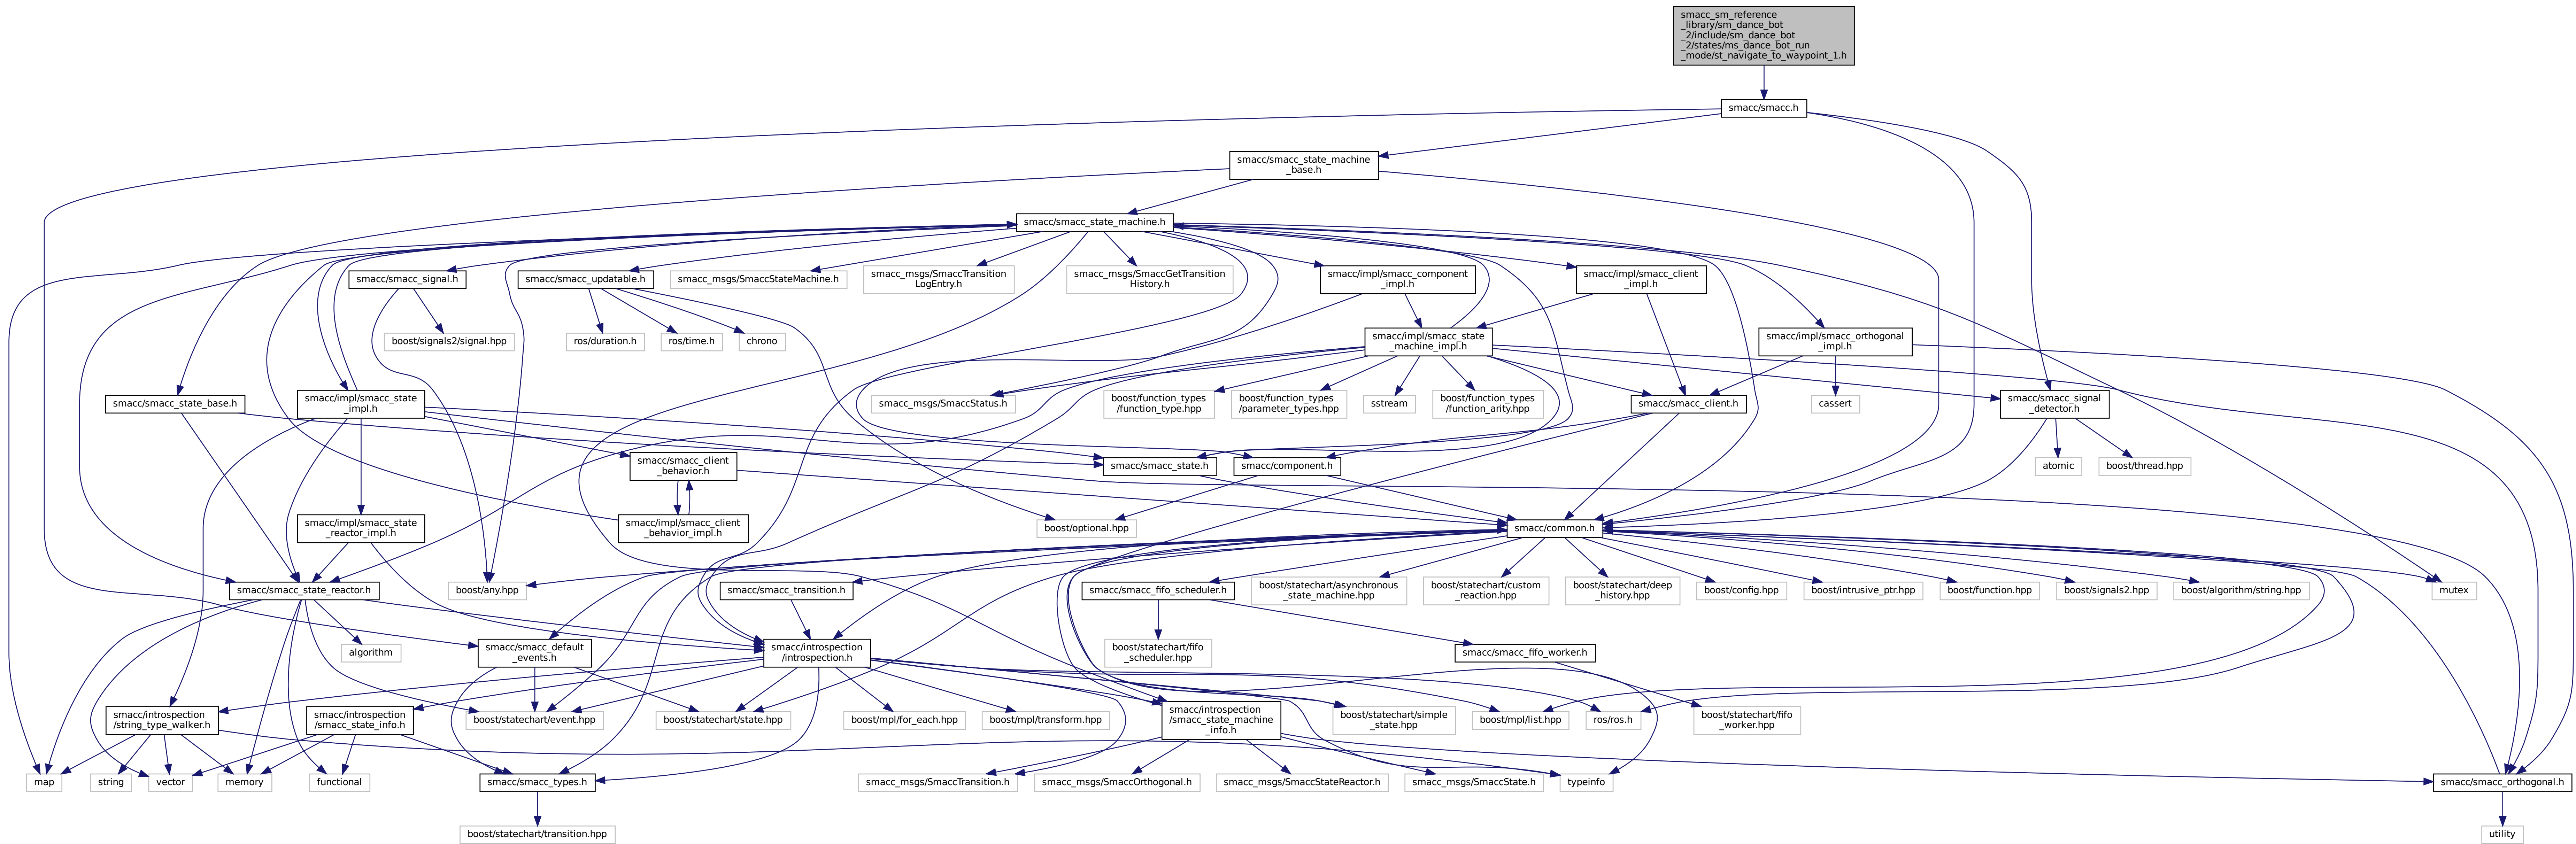 smacc_sm_reference
_library/sm_dance_bot
_2/include/sm_dance_bot
_2/states/ms_dance_bot_run
_mode/st_navigate_to_waypoint_1.h
smacc/smacc.h
smacc/smacc_state_machine
_base.h
smacc/smacc_state_machine.h
smacc/smacc_signal.h
smacc/smacc_updatable.h
smacc_msgs/SmaccStateMachine.h
smacc_msgs/SmaccTransition
LogEntry.h
smacc_msgs/SmaccGetTransition
History.h
smacc/impl/smacc_component
_impl.h
smacc/impl/smacc_client
_impl.h
boost/signals2/signal.hpp
ros/duration.h
ros/time.h
chrono
smacc/impl/smacc_state
_machine_impl.h
smacc/impl/smacc_orthogonal
_impl.h
smacc/smacc_state_base.h
smacc/impl/smacc_state
_impl.h
smacc_msgs/SmaccStatus.h
boost/function_types
/function_type.hpp
boost/function_types
/parameter_types.hpp
sstream
boost/function_types
/function_arity.hpp
smacc/smacc_client.h
cassert
smacc/smacc_signal
_detector.h
smacc/smacc_client
_behavior.h
smacc/smacc_state.h
smacc/component.h
atomic
boost/thread.hpp
smacc/impl/smacc_state
_reactor_impl.h
smacc/impl/smacc_client
_behavior_impl.h
boost/optional.hpp
smacc/common.h
smacc/smacc_state_reactor.h
boost/any.hpp
smacc/smacc_transition.h
smacc/smacc_fifo_scheduler.h
boost/statechart/asynchronous
_state_machine.hpp
boost/statechart/custom
_reaction.hpp
boost/statechart/deep
_history.hpp
boost/config.hpp
boost/intrusive_ptr.hpp
boost/function.hpp
boost/signals2.hpp
boost/algorithm/string.hpp
mutex
algorithm
smacc/smacc_default
_events.h
smacc/introspection
/introspection.h
boost/statechart/fifo
_scheduler.hpp
smacc/smacc_fifo_worker.h
smacc/introspection
/string_type_walker.h
smacc/introspection
/smacc_state_info.h
boost/statechart/event.hpp
boost/statechart/state.hpp
boost/mpl/for_each.hpp
boost/mpl/transform.hpp
smacc/introspection
/smacc_state_machine
_info.h
boost/statechart/simple
_state.hpp
boost/mpl/list.hpp
ros/ros.h
boost/statechart/fifo
_worker.hpp
map
string
vector
memory
functional
smacc/smacc_types.h
smacc_msgs/SmaccTransition.h
smacc_msgs/SmaccOrthogonal.h
smacc_msgs/SmaccStateReactor.h
smacc_msgs/SmaccState.h
typeinfo
smacc/smacc_orthogonal.h
boost/statechart/transition.hpp
utility